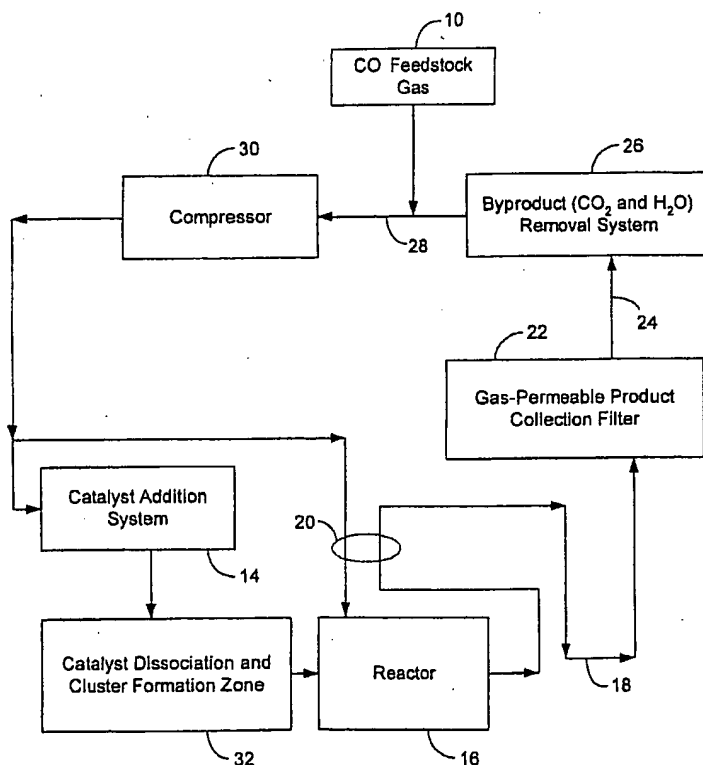 10
CO Feedstock
Gas
30
Compressor
28
26
Byproduct (CO₂ and H₂O)
Removal System
24
22
Gas-Permeable Product
Collection Filter
Catalyst Addition
System
14
20
18
Catalyst Dissociation and
Cluster Formation Zone
32
Reactor
16